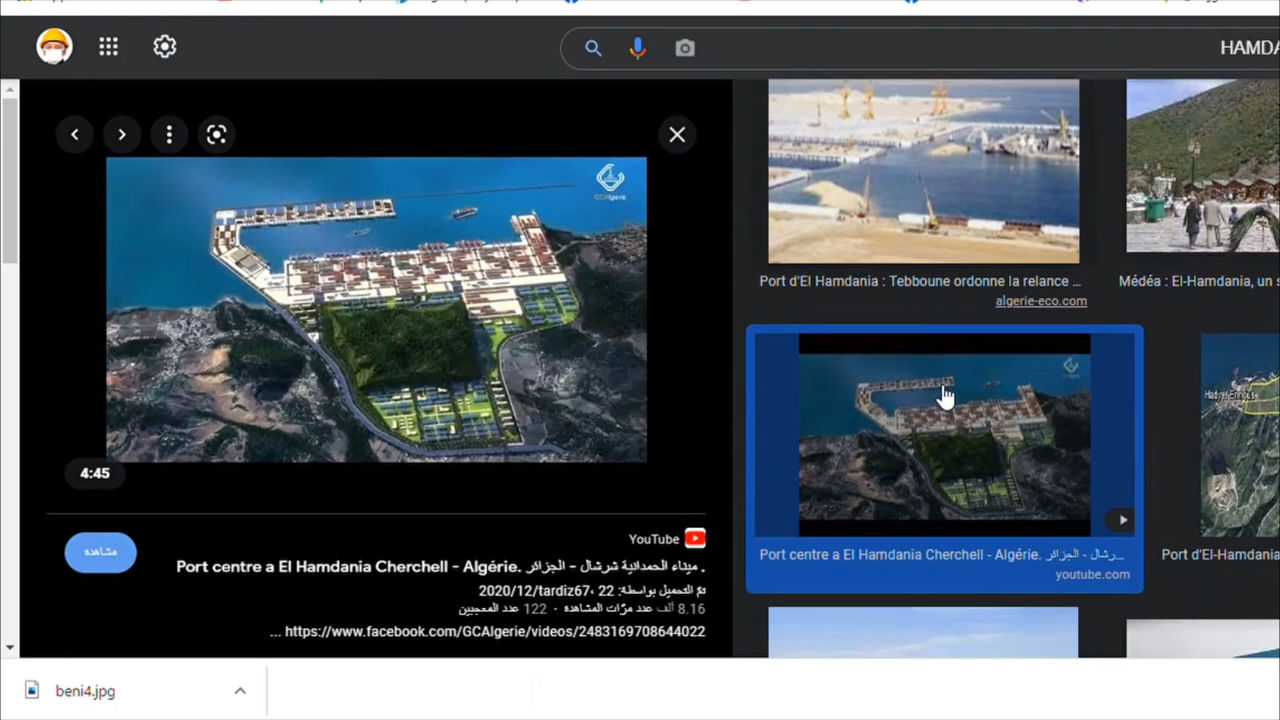 HAMDA
GCAlgérie
4:45
مشاهده
YouTube
Port centre a El Hamdania Cherchell - Algérie. ميناء الحمدانية شرشال - الجزائر .
تمّ التحميل بواسطة: tardiz67، 22‏/12‏/2020
8.16 ألف عدد مرّات المشاهدة · 122 عدد المعجبين
https://www.facebook.com/GCAlgerie/videos/2483169708644022 ...
Port d'El Hamdania : Tebboune ordonne la relance ...
algerie-eco.com
Médéa : El-Hamdania, un s
Port centre a El Hamdania Cherchell - Algérie. ...رشال - الجزائر .
youtube.com
Port d'El-Hamdania
beni4.jpg